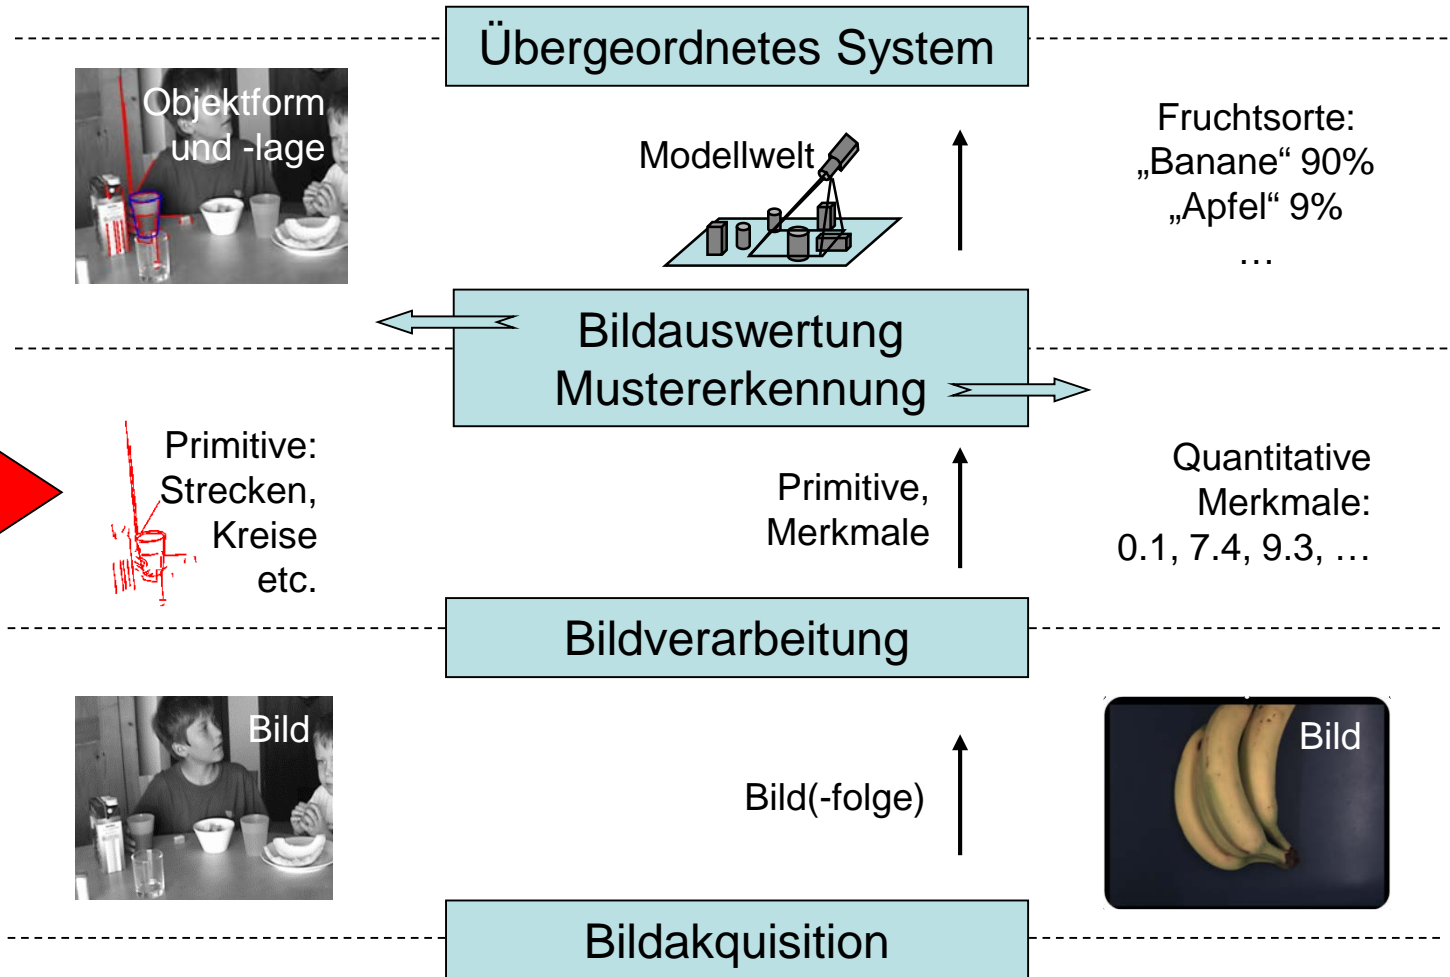 Übergeordnetes System
Objektform
und -lage
Modellwelt
Fruchtsorte:
„Banane“ 90%
„Apfel“ 9%
…
Bildauswertung
Mustererkennung
Primitive:
Strecken,
Kreise
etc.
Primitive,
Merkmale
Quantitative
Merkmale:
0.1, 7.4, 9.3, …
Bildverarbeitung
Bild
Bild(-folge)
Bild
Bildakquisition